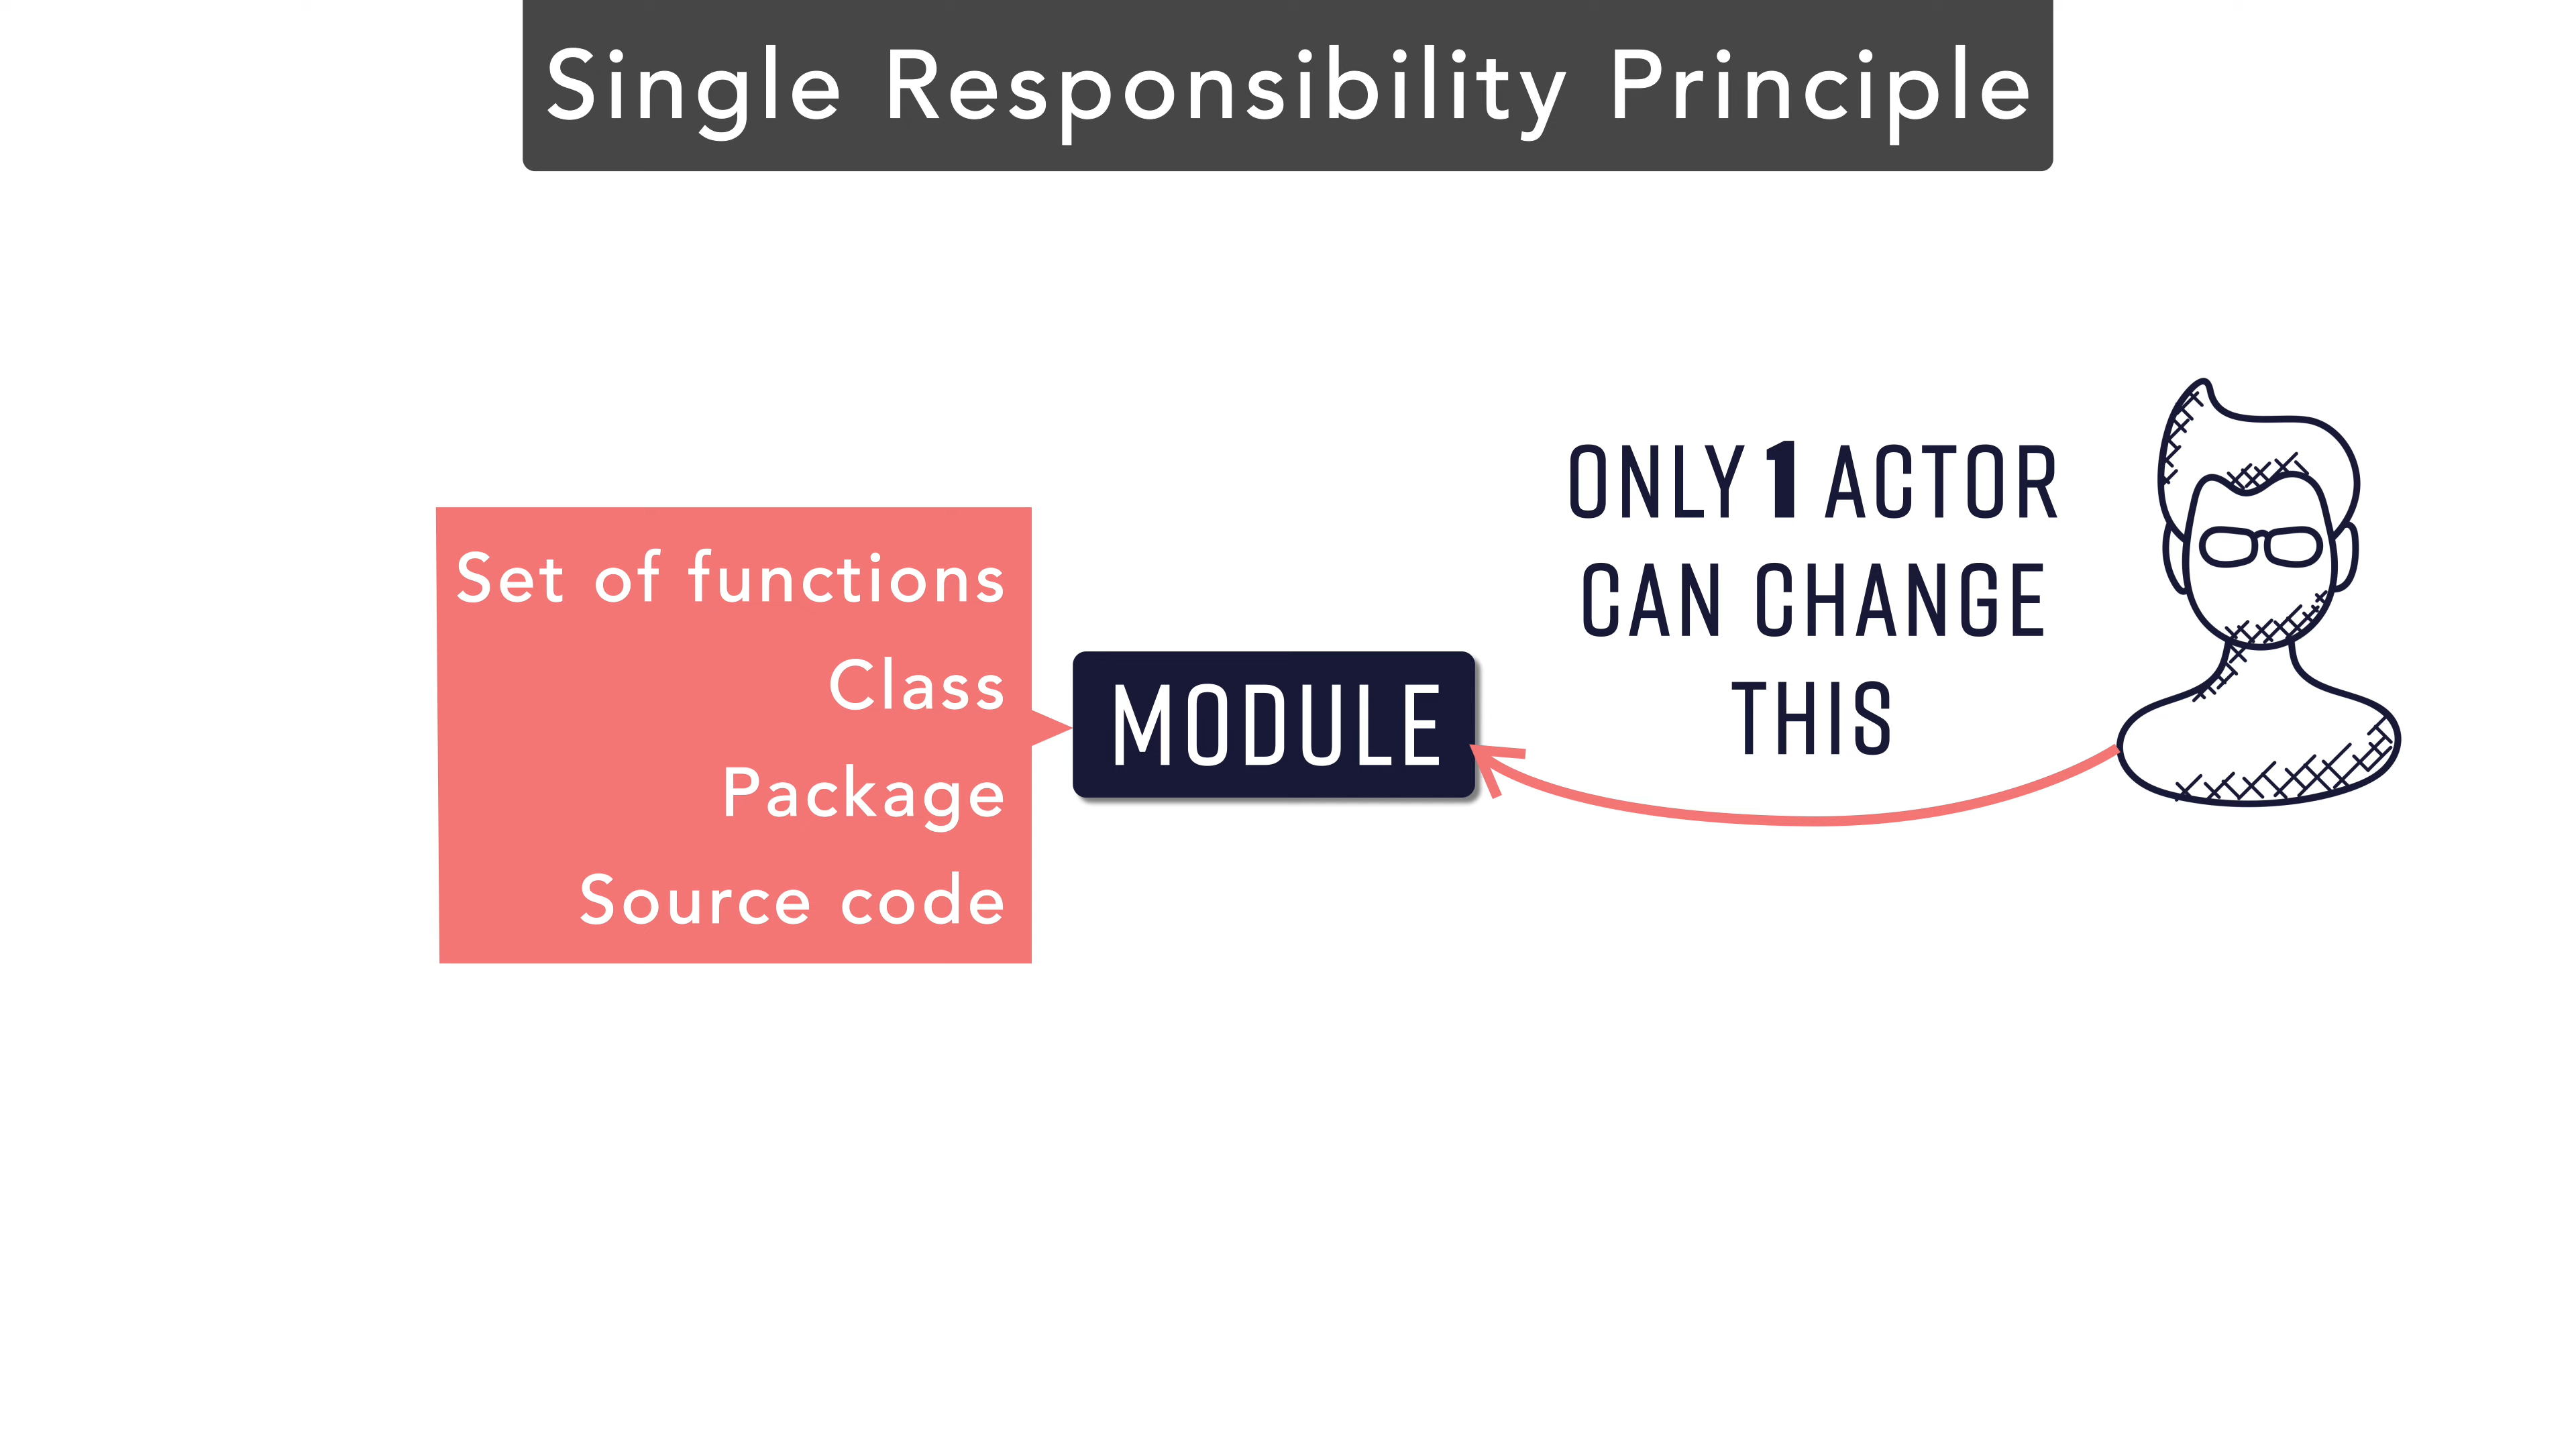 Single Responsibility Principle
Set of functions
Class
Package
Source code
MODULE
ONLY 1 ACTOR
CAN CHANGE
THIS